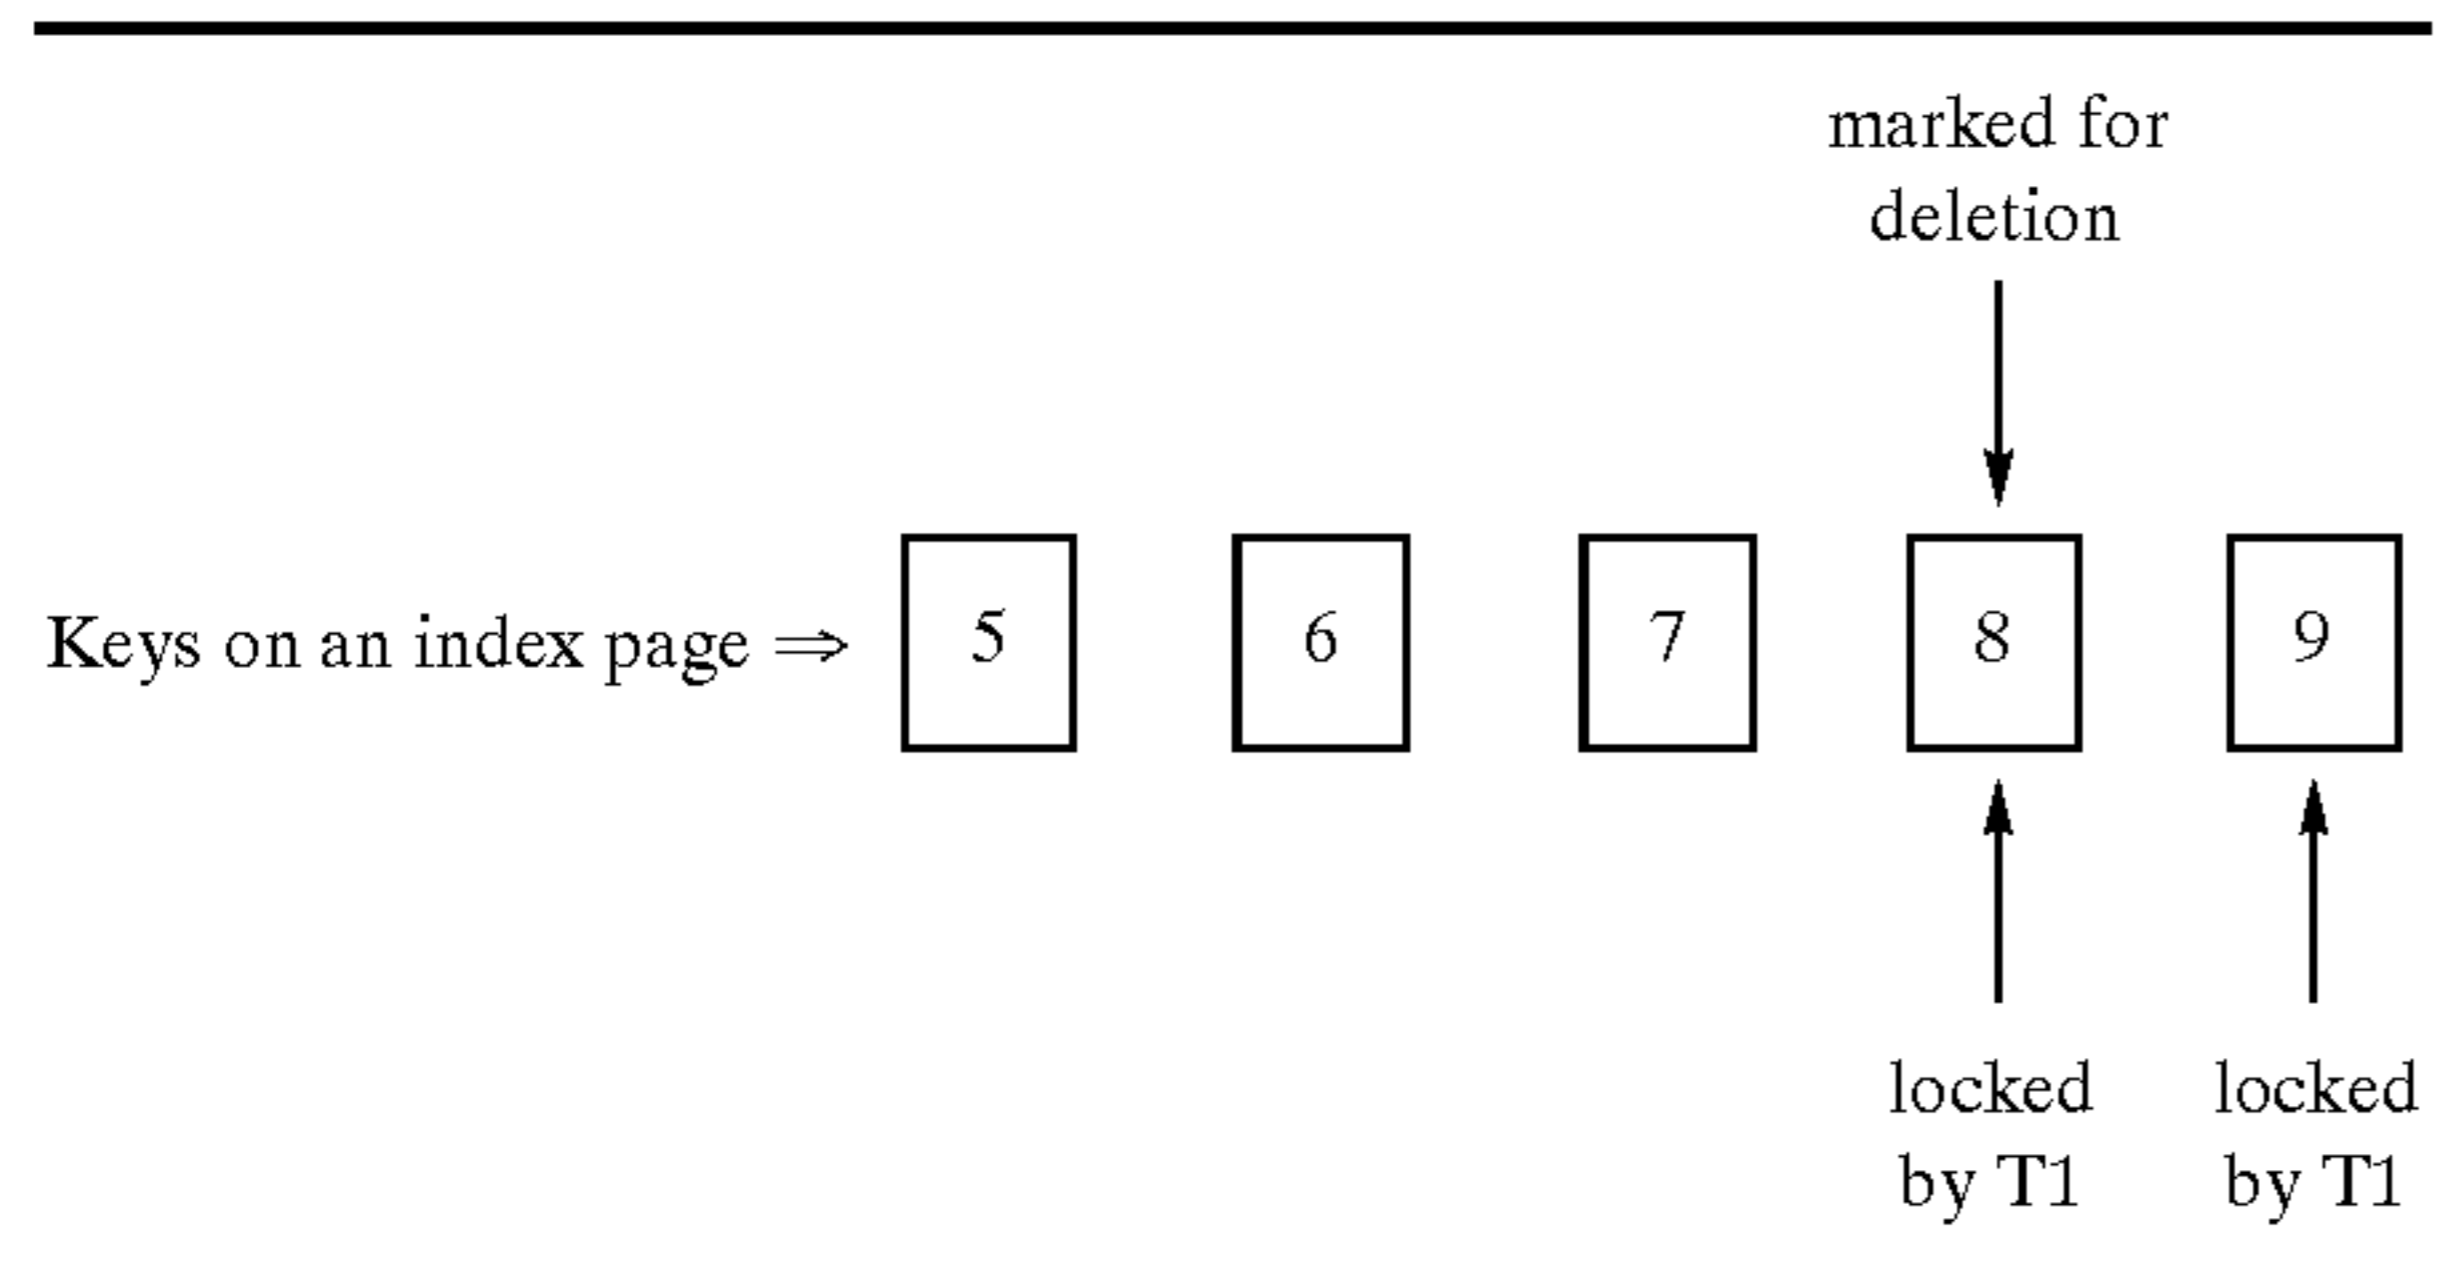 marked for
deletion
Keys on an index page ⇒ 5 6 7 8 9
locked locked
by T1 by T1